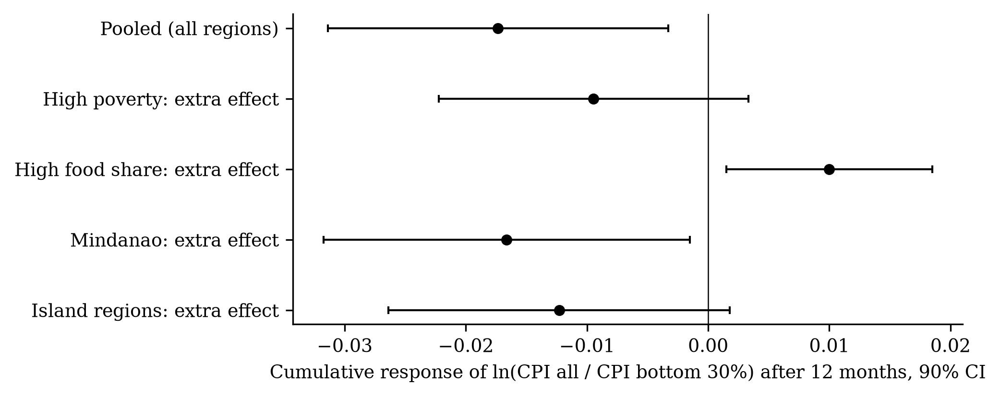 Pooled (all regions)
High poverty: extra effect
High food share: extra effect
Mindanao: extra effect
Island regions: extra effect
−0.03 −0.02 −0.01 0.00 0.01 0.02
Cumulative response of ln(CPI all / CPI bottom 30%) after 12 months, 90% CI